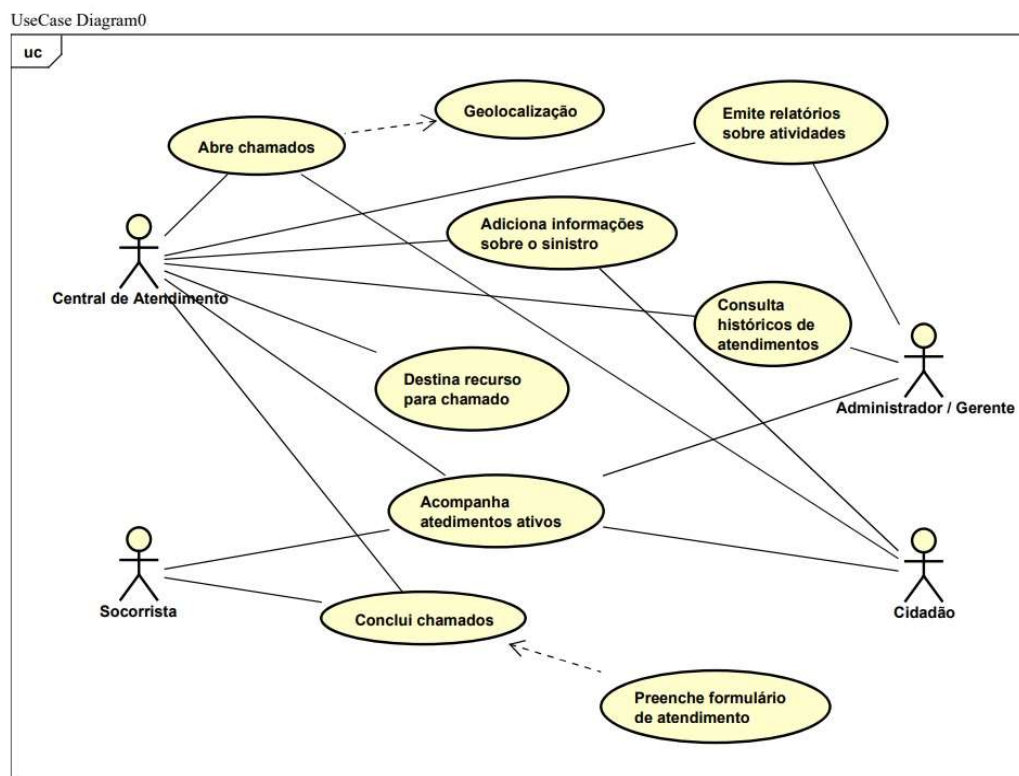 UseCase Diagram0
uc
Geolocalização
Emite relatórios
sobre atividades
Abre chamados
Adiciona informações
sobre o sinistro
Central de Atendimento
Consulta
históricos de
atendimentos
Destina recurso
para chamado
Administrador / Gerente
Acompanha
atedimentos ativos
Socorrista
Cidadão
Conclui chamados
Preenche formulário
de atendimento